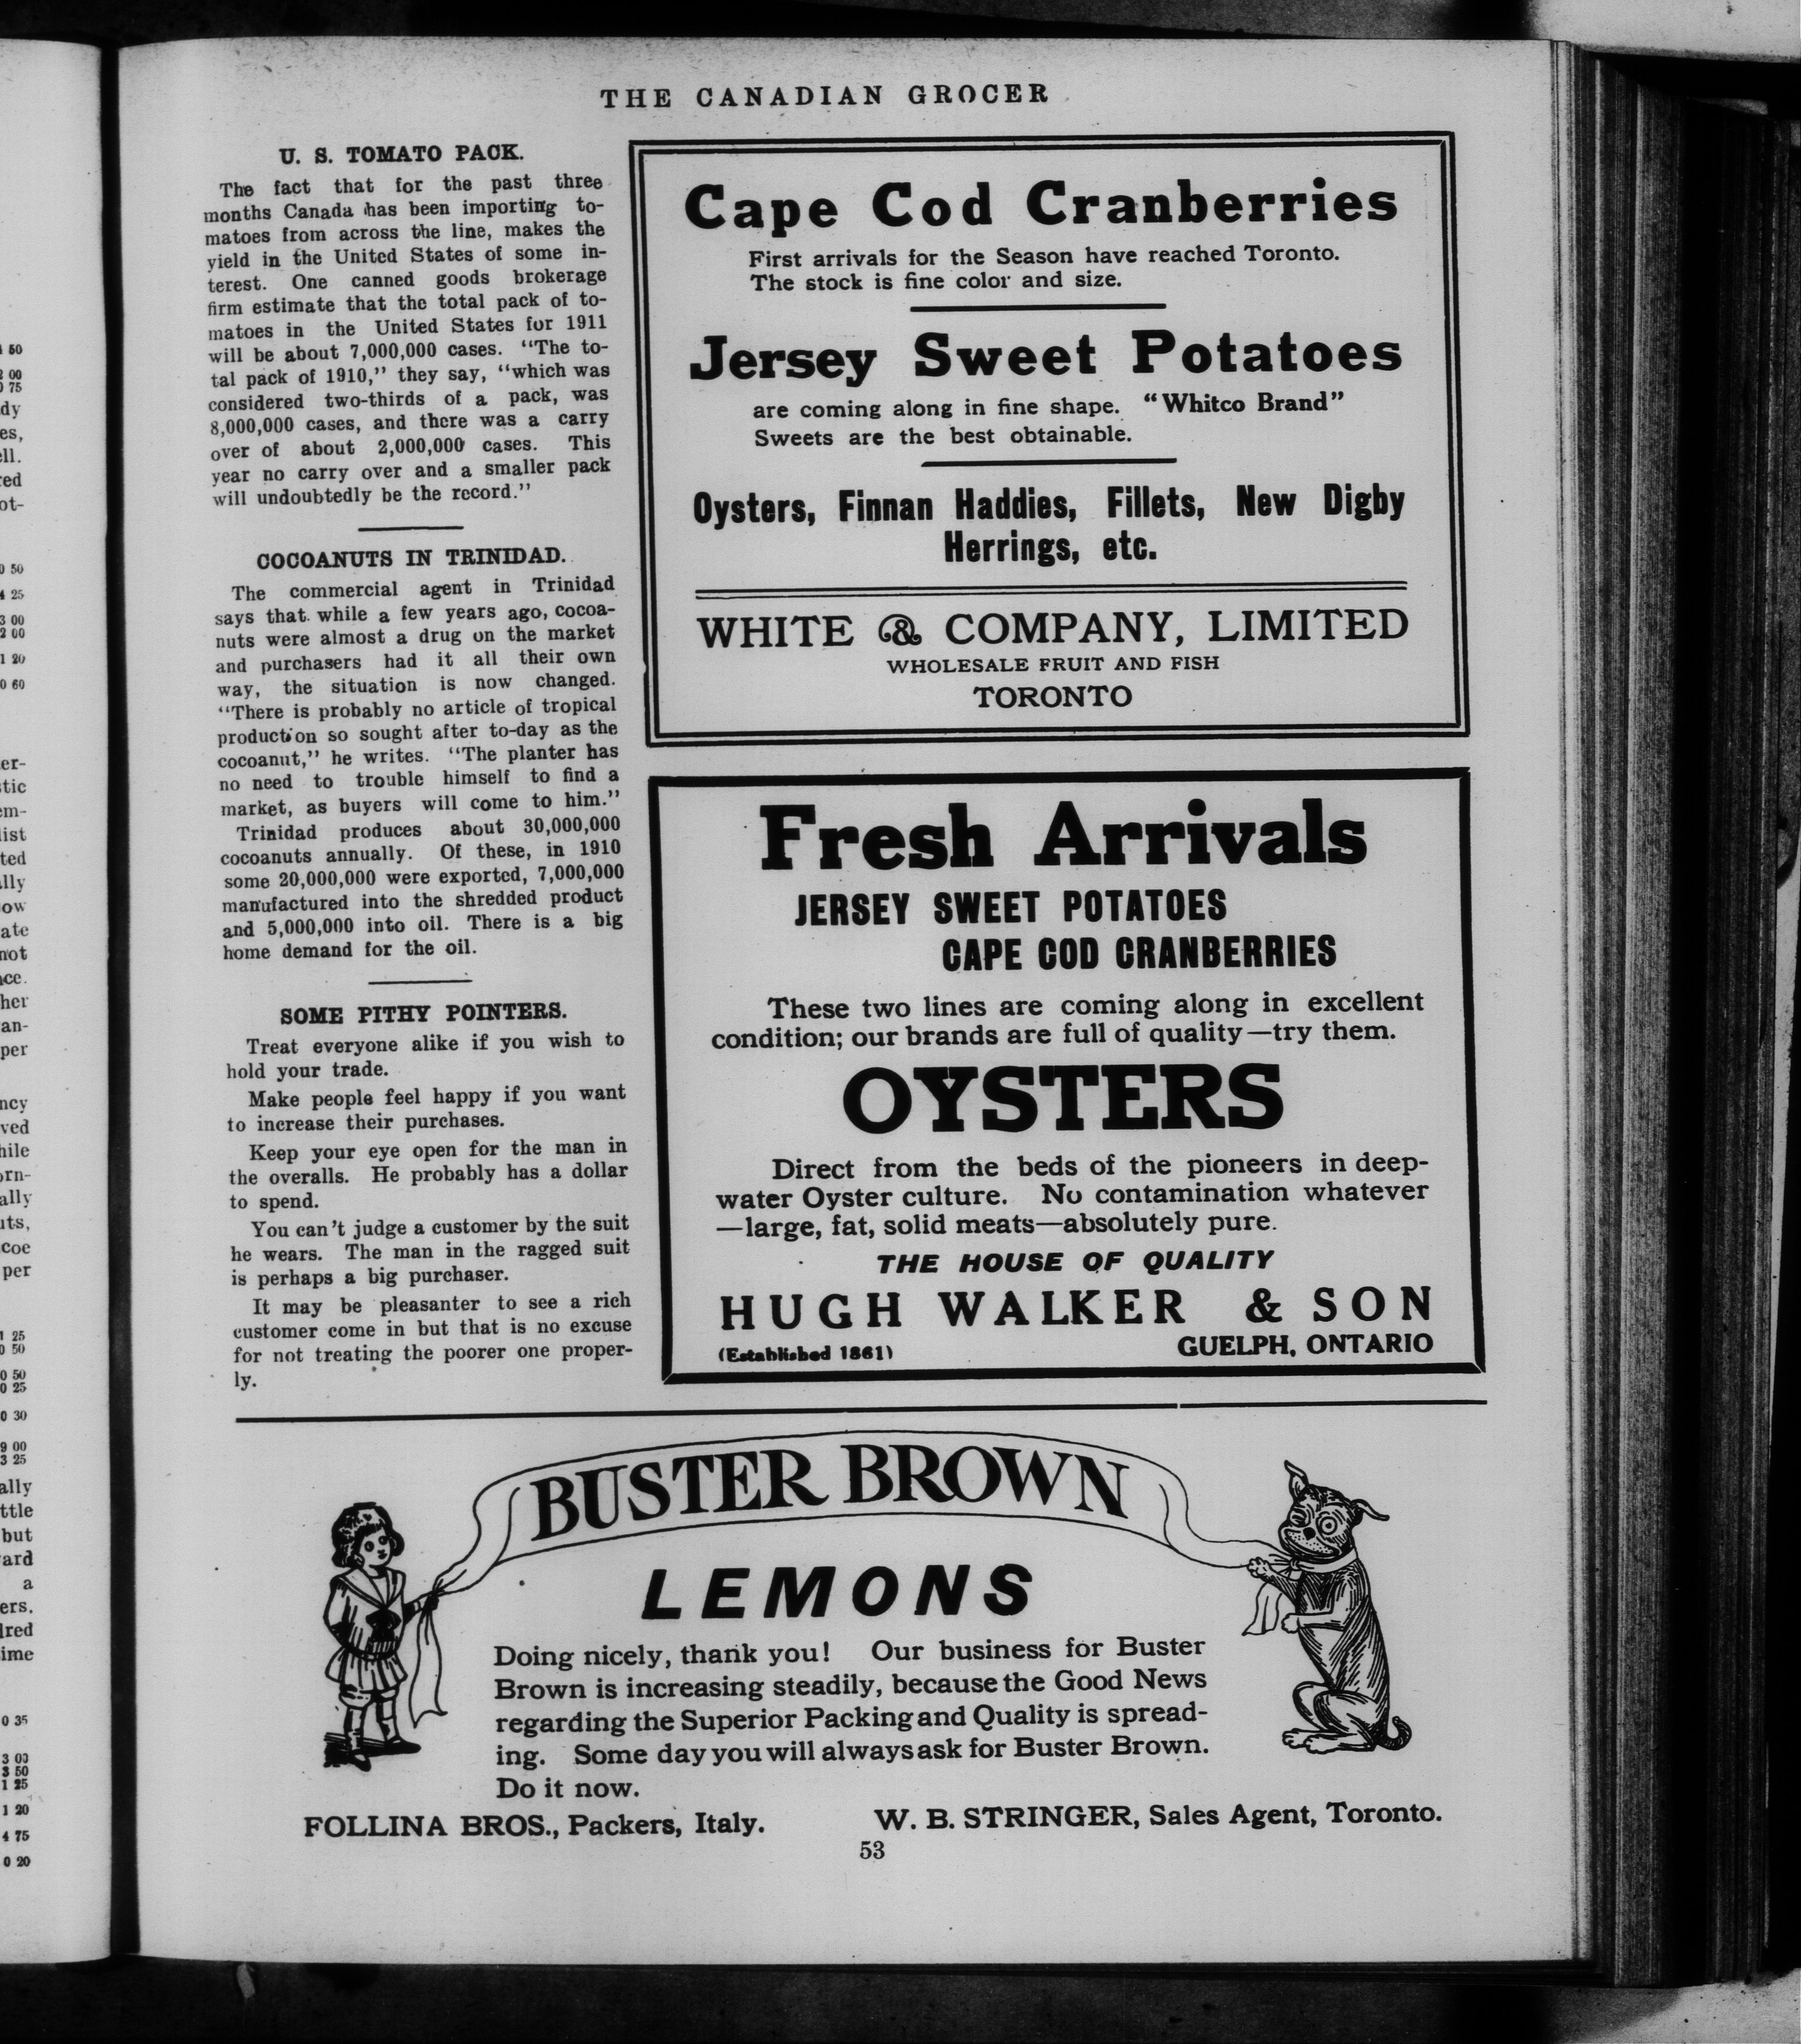 THE CANADIAN GROCER
U. S. TOMATO PACK.
The fact that for the past three
months Canada has been importing to-
matoes from across the line, makes the
yield in the United States of some in-
terest. One canned goods brokerage
firm estimate that the total pack of to-
matoes in the United States for 1911
will be about 7,000,000 cases. "The to-
tal pack of 1910," they say, "which was
considered two-thirds of a pack, was
8,000,000 cases, and there was a carry
over of about 2,000,000 cases. This
year no carry over and a smaller pack
will undoubtedly be the record."
COCOANUTS IN TRINIDAD.
The commercial agent in Trinidad
says that while a few years ago, cocoa-
nuts were almost a drug on the market
and purchasers had it all their own
way, the situation is now changed.
"There is probably no article of tropical
production so sought after to-day as the
cocoanut," he writes. "The planter has
no need to trouble himself to find a
market, as buyers will come to him."
Trinidad produces about 30,000,000
cocoanuts annually. Of these, in 1910
some 20,000,000 were exported, 7,000,000
manufactured into the shredded product
and 5,000,000 into oil. There is a big
home demand for the oil.
SOME PITHY POINTERS.
Treat everyone alike if you wish to
hold your trade.
Make people feel happy if you want
to increase their purchases.
Keep your eye open for the man in
the overalls. He probably has a dollar
to spend.
You can't judge a customer by the suit
he wears. The man in the ragged suit
is perhaps a big purchaser.
It may be pleasanter to see a rich
customer come in but that is no excuse
for not treating the poorer one proper-
ly.
Cape Cod Cranberries
First arrivals for the Season have reached Toronto.
The stock is fine color and size.
Jersey Sweet Potatoes
are coming along in fine shape. "Whitco Brand"
Sweets are the best obtainable.
Oysters, Finnan Haddies, Fillets, New Digby
Herrings, etc.
WHITE & COMPANY, LIMITED
WHOLESALE FRUIT AND FISH
TORONTO
Fresh Arrivals
JERSEY SWEET POTATOES
CAPE COD CRANBERRIES
These two lines are coming along in excellent
condition; our brands are full of quality—try them.
OYSTERS
Direct from the beds of the pioneers in deep-
water Oyster culture. No contamination whatever
—large, fat, solid meats—absolutely pure.
THE HOUSE OF QUALITY
HUGH WALKER & SON
(Established 1861) GUELPH, ONTARIO
BUSTER BROWN
LEMONS
Doing nicely, thank you! Our business for Buster
Brown is increasing steadily, because the Good News
regarding the Superior Packing and Quality is spread-
ing. Some day you will always ask for Buster Brown.
Do it now.
FOLLINA BROS., Packers, Italy. W. B. STRINGER, Sales Agent, Toronto.
53